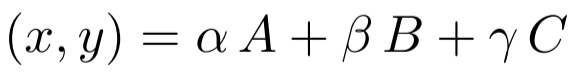 (x, y) = α A + β B + γ C